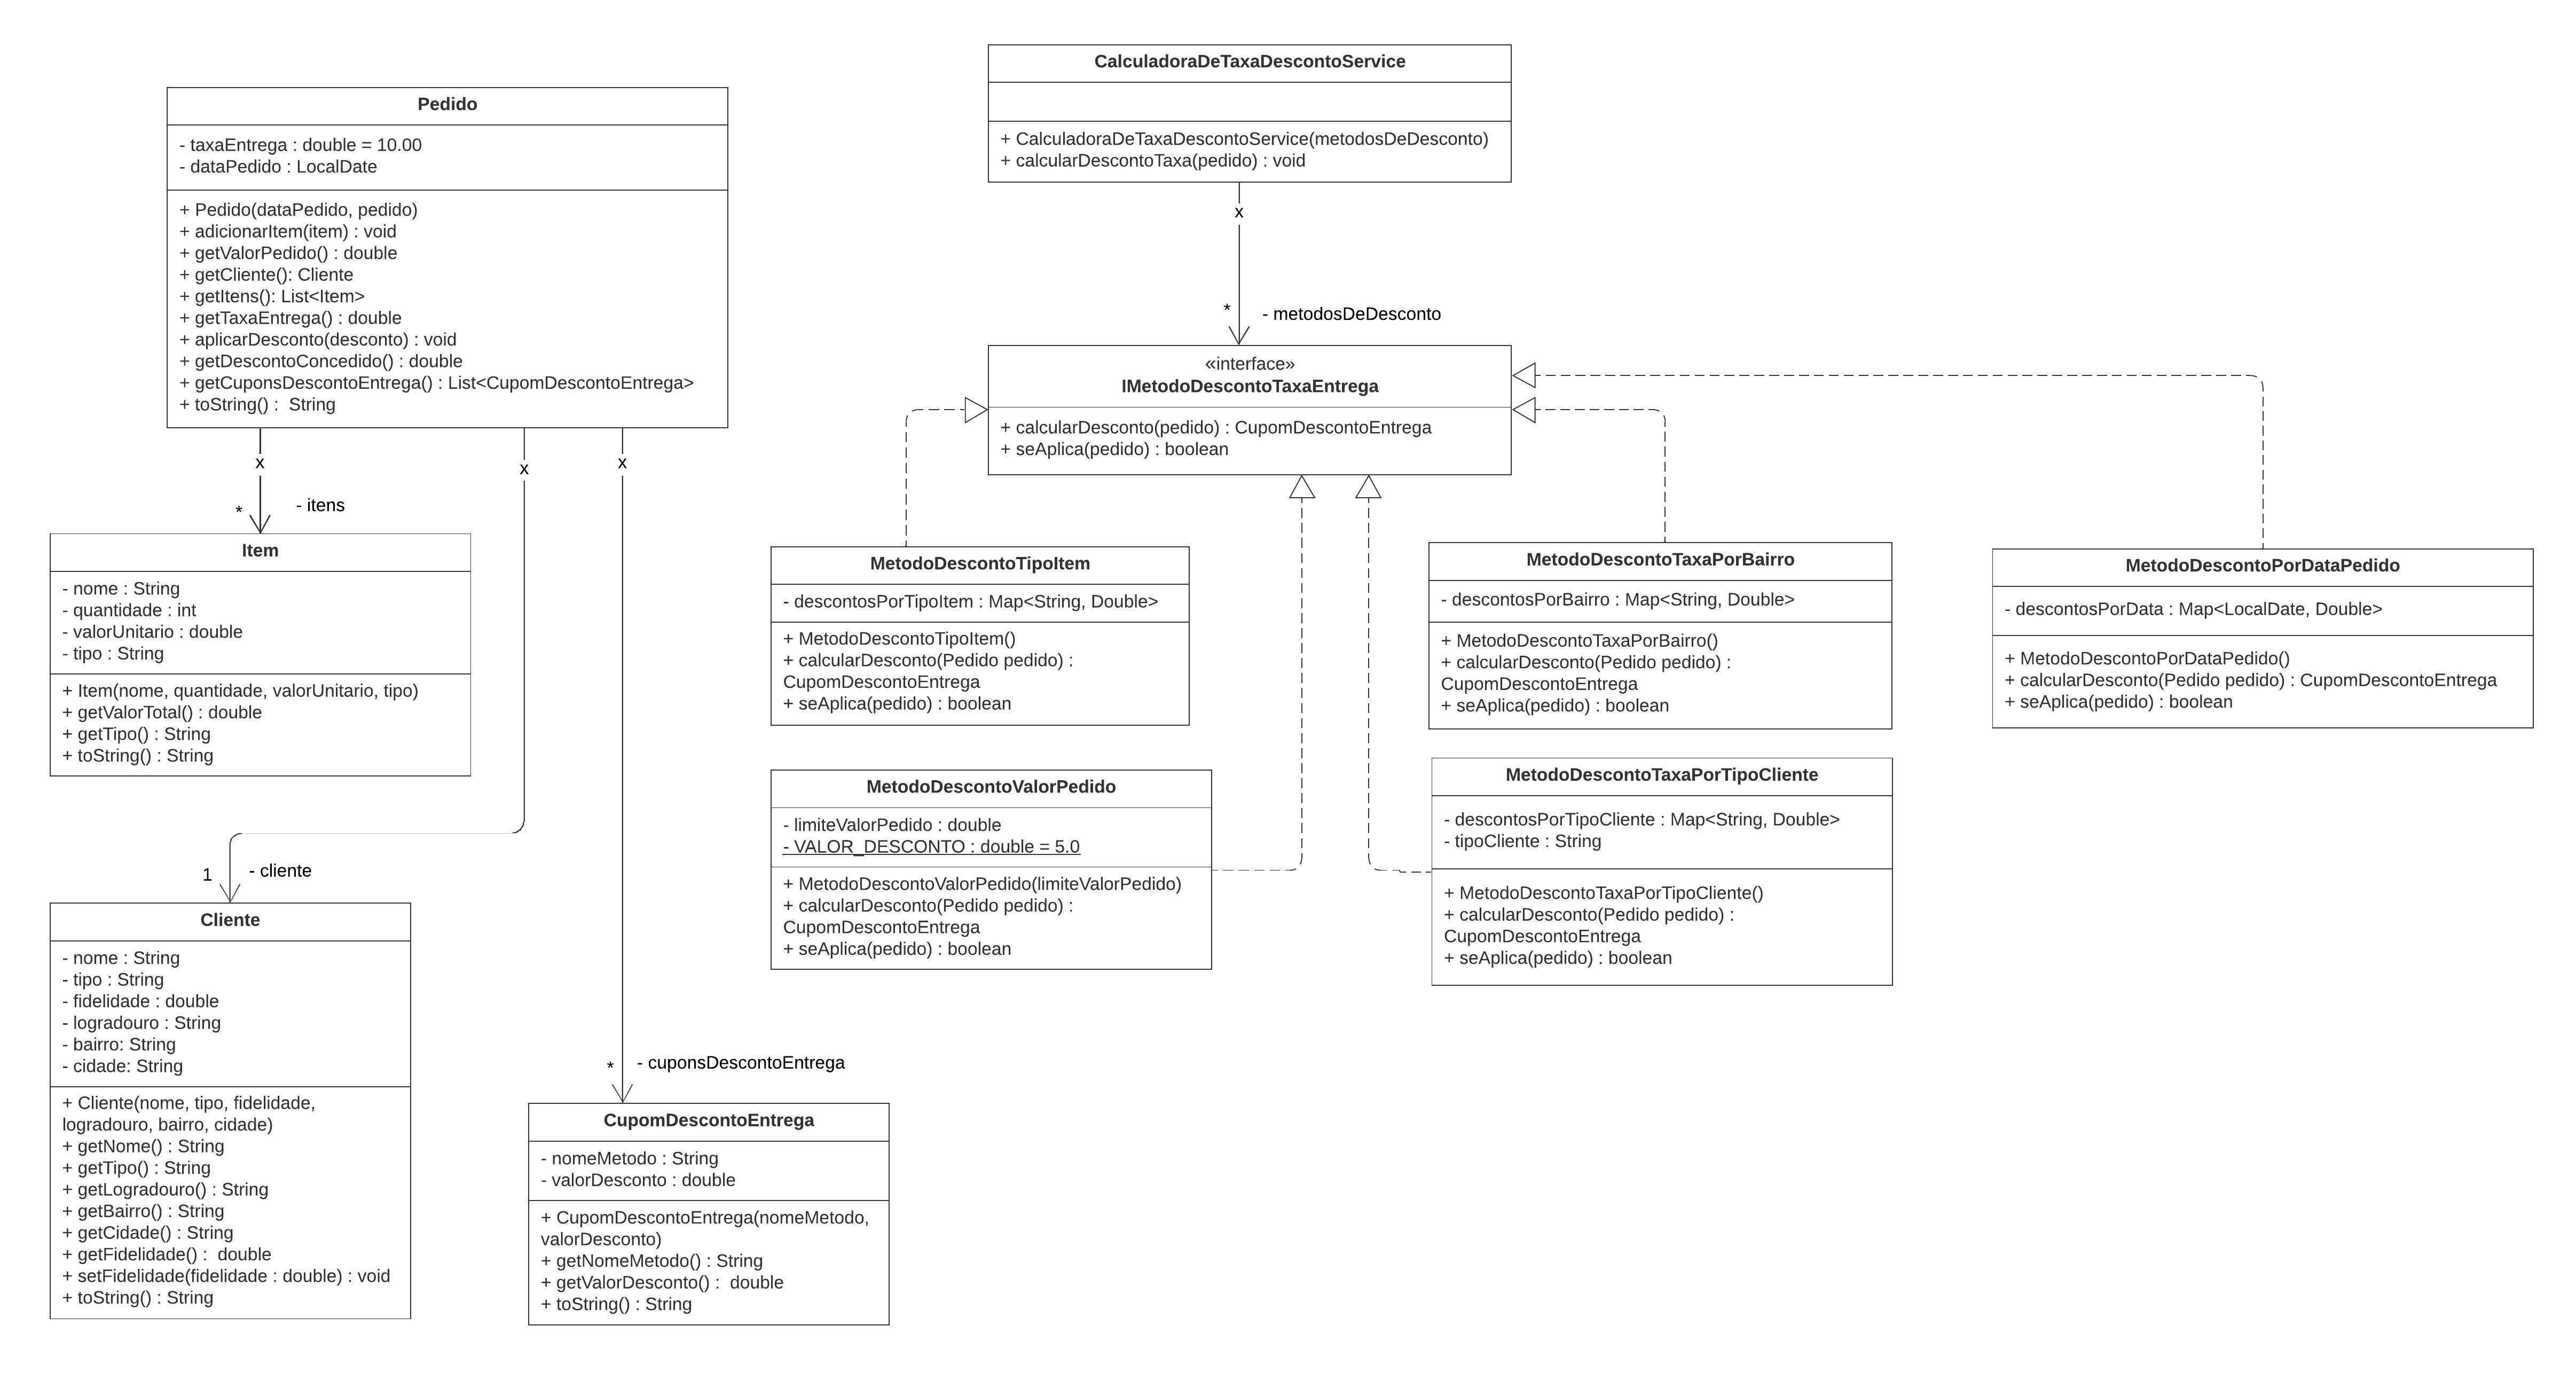 Pedido
- taxaEntrega : double = 10.00
- dataPedido : LocalDate
+ Pedido(dataPedido, pedido)
+ adicionarItem(item) : void
+ getValorPedido() : double
+ getCliente(): Cliente
+ getItens(): List<Item>
+ getTaxaEntrega() : double
+ aplicarDesconto(desconto) : void
+ getDescontoConcedido() : double
+ getCuponsDescontoEntrega() : List<CupomDescontoEntrega>
+ toString() :  String
x
x
x
*
- itens
Item
- nome : String
- quantidade : int
- valorUnitario : double
- tipo : String
+ Item(nome, quantidade, valorUnitario, tipo)
+ getValorTotal() : double
+ getTipo() : String
+ toString() : String
1
- cliente
Cliente
- nome : String
- tipo : String
- fidelidade : double
- logradouro : String
- bairro: String
- cidade: String
+ Cliente(nome, tipo, fidelidade,
logradouro, bairro, cidade)
+ getNome() : String
+ getTipo() : String
+ getLogradouro() : String
+ getBairro() : String
+ getCidade() : String
+ getFidelidade() :  double
+ setFidelidade(fidelidade : double) : void
+ toString() : String
*
- cuponsDescontoEntrega
CupomDescontoEntrega
- nomeMetodo : String
- valorDesconto : double
+ CupomDescontoEntrega(nomeMetodo,
valorDesconto)
+ getNomeMetodo() : String
+ getValorDesconto() :  double
+ toString() : String
CalculadoraDeTaxaDescontoService
+ CalculadoraDeTaxaDescontoService(metodosDeDesconto)
+ calcularDescontoTaxa(pedido) : void
x
*
- metodosDeDesconto
«interface»
IMetodoDescontoTaxaEntrega
+ calcularDesconto(pedido) : CupomDescontoEntrega
+ seAplica(pedido) : boolean
MetodoDescontoTipoItem
- descontosPorTipoItem : Map<String, Double>
+ MetodoDescontoTipoItem()
+ calcularDesconto(Pedido pedido) :
CupomDescontoEntrega
+ seAplica(pedido) : boolean
MetodoDescontoTaxaPorBairro
- descontosPorBairro : Map<String, Double>
+ MetodoDescontoTaxaPorBairro()
+ calcularDesconto(Pedido pedido) :
CupomDescontoEntrega
+ seAplica(pedido) : boolean
MetodoDescontoPorDataPedido
- descontosPorData : Map<LocalDate, Double>
+ MetodoDescontoPorDataPedido()
+ calcularDesconto(Pedido pedido) : CupomDescontoEntrega
+ seAplica(pedido) : boolean
MetodoDescontoValorPedido
- limiteValorPedido : double
- VALOR_DESCONTO : double = 5.0
+ MetodoDescontoValorPedido(limiteValorPedido)
+ calcularDesconto(Pedido pedido) :
CupomDescontoEntrega
+ seAplica(pedido) : boolean
MetodoDescontoTaxaPorTipoCliente
- descontosPorTipoCliente : Map<String, Double>
- tipoCliente : String
+ MetodoDescontoTaxaPorTipoCliente()
+ calcularDesconto(Pedido pedido) :
CupomDescontoEntrega
+ seAplica(pedido) : boolean